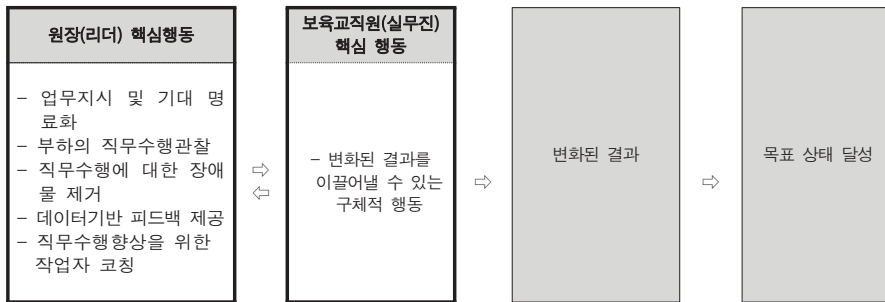 원장(리더) 핵심행동
- 업무지시 및 기대 명
료화
- 부하의 직무수행관찰
- 직무수행에 대한 장애
물 제거
- 데이터기반 피드백 제공
- 직무수행향상을 위한
작업자 코칭
⇨
⇦
보육교직원(실무진)
핵심 행동
- 변화된 결과를
이끌어낼 수 있는
구체적 행동
⇨
변화된 결과
⇨
목표 상태 달성